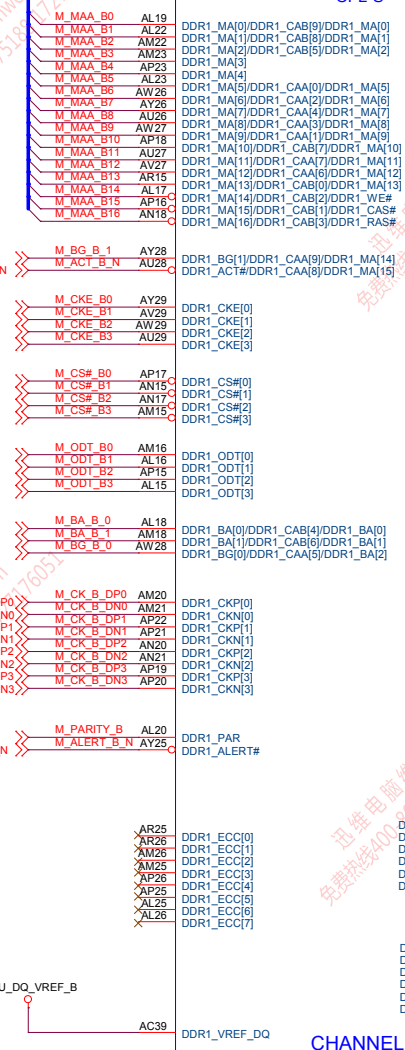 M_MAA_B0 AL19 DDR1_MA[0]/DDR1_CAB[9]/DDR1_MA[0]
M_MAA_B1 AL22 DDR1_MA[1]/DDR1_CAB[8]/DDR1_MA[1]
M_MAA_B2 AM22 DDR1_MA[2]/DDR1_CAB[5]/DDR1_MA[2]
M_MAA_B3 AM23 DDR1_MA[3]
M_MAA_B4 AP23 DDR1_MA[4]
M_MAA_B5 AL23 DDR1_MA[5]/DDR1_CAA[0]/DDR1_MA[5]
M_MAA_B6 AW26 DDR1_MA[6]/DDR1_CAA[2]/DDR1_MA[6]
M_MAA_B7 AY26 DDR1_MA[7]/DDR1_CAA[4]/DDR1_MA[7]
M_MAA_B8 AU26 DDR1_MA[8]/DDR1_CAA[3]/DDR1_MA[8]
M_MAA_B9 AW27 DDR1_MA[9]/DDR1_CAA[1]/DDR1_MA[9]
M_MAA_B10 AP18 DDR1_MA[10]/DDR1_CAB[7]/DDR1_MA[10]
M_MAA_B11 AU27 DDR1_MA[11]/DDR1_CAA[7]/DDR1_MA[11]
M_MAA_B12 AV27 DDR1_MA[12]/DDR1_CAA[6]/DDR1_MA[12]
M_MAA_B13 AR15 DDR1_MA[13]/DDR1_CAB[0]/DDR1_MA[13]
M_MAA_B14 AL17 DDR1_MA[14]/DDR1_CAB[2]/DDR1_WE#
M_MAA_B15 AP16 DDR1_MA[15]/DDR1_CAB[1]/DDR1_CAS#
M_MAA_B16 AN18 DDR1_MA[16]/DDR1_CAB[3]/DDR1_RAS#
M_BG_B_1 AY28 DDR1_BG[1]/DDR1_CAA[9]/DDR1_MA[14]
N M_ACT_B_N AU28 DDR1_ACT#/DDR1_CAA[8]/DDR1_MA[15]
M_CKE_B0 AY29 DDR1_CKE[0]
M_CKE_B1 AV29 DDR1_CKE[1]
M_CKE_B2 AW29 DDR1_CKE[2]
M_CKE_B3 AU29 DDR1_CKE[3]
M_CS#_B0 AP17 DDR1_CS#[0]
M_CS#_B1 AN15 DDR1_CS#[1]
M_CS#_B2 AN17 DDR1_CS#[2]
M_CS#_B3 AM15 DDR1_CS#[3]
M_ODT_B0 AM16 DDR1_ODT[0]
M_ODT_B1 AL16 DDR1_ODT[1]
M_ODT_B2 AP15 DDR1_ODT[2]
M_ODT_B3 AL15 DDR1_ODT[3]
M_BA_B_0 AL18 DDR1_BA[0]/DDR1_CAB[4]/DDR1_BA[0]
M_BA_B_1 AM18 DDR1_BA[1]/DDR1_CAB[6]/DDR1_BA[1]
M_BG_B_0 AW28 DDR1_BG[0]/DDR1_CAA[5]/DDR1_BA[2]
P0 M_CK_B_DP0 AM20 DDR1_CKP[0]
N0 M_CK_B_DN0 AM21 DDR1_CKN[0]
P1 M_CK_B_DP1 AP22 DDR1_CKP[1]
N1 M_CK_B_DN1 AP21 DDR1_CKN[1]
P2 M_CK_B_DP2 AN20 DDR1_CKP[2]
N2 M_CK_B_DN2 AN21 DDR1_CKN[2]
P3 M_CK_B_DP3 AP19 DDR1_CKP[3]
N3 M_CK_B_DN3 AP20 DDR1_CKN[3]
M_PARITY_B AL20 DDR1_PAR
N M_ALERT_B_N AY25 DDR1_ALERT#
AR25 DDR1_ECC[0]
AR26 DDR1_ECC[1]
AM26 DDR1_ECC[2]
AM25 DDR1_ECC[3]
AP26 DDR1_ECC[4]
AP25 DDR1_ECC[5]
AL25 DDR1_ECC[6]
AL26 DDR1_ECC[7]
U_DQ_VREF_B
AC39 DDR1_VREF_DQ
CHANNEL